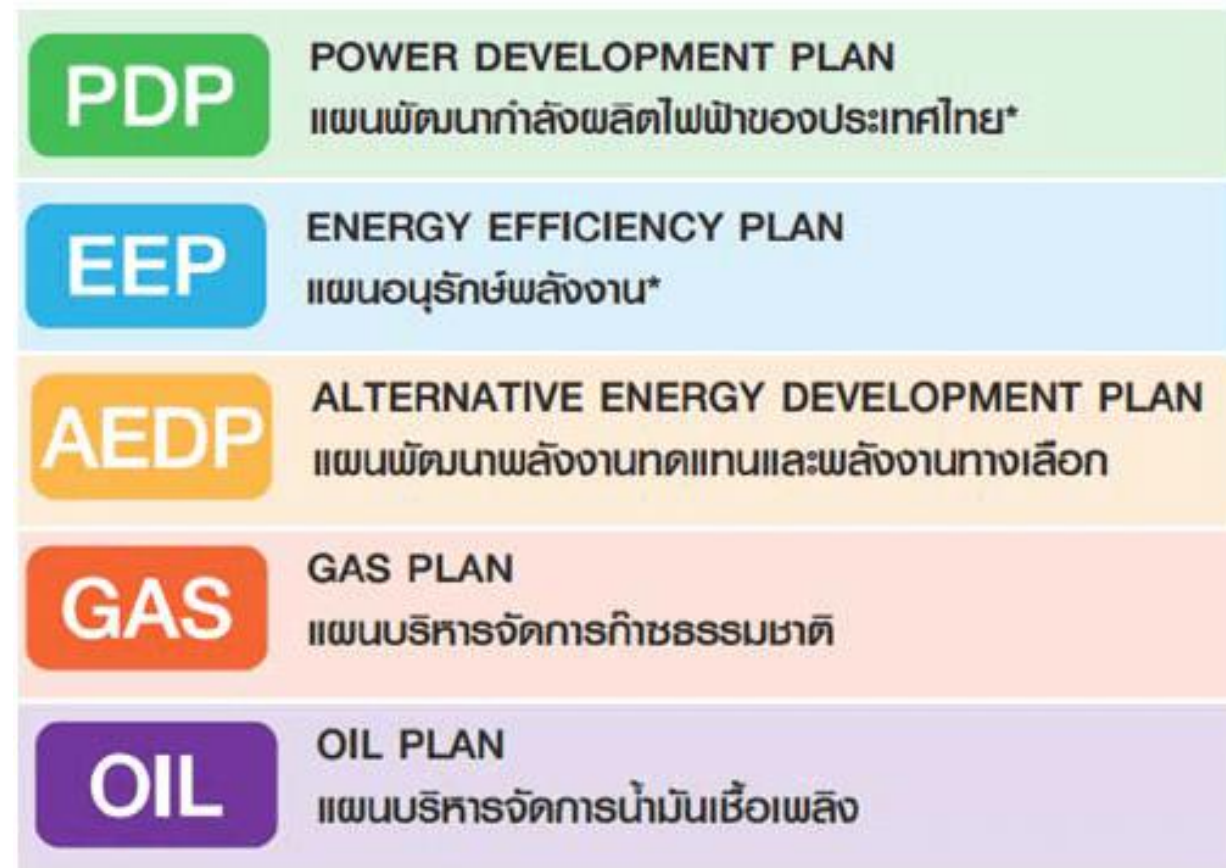 PDP
POWER DEVELOPMENT PLAN
แผนพัฒนากำลังผลิตไฟฟ้าของประเทศไทย*
EEP
ENERGY EFFICIENCY PLAN
แผนอนุรักษ์พลังงาน*
AEDP
ALTERNATIVE ENERGY DEVELOPMENT PLAN
แผนพัฒนาพลังงานทดแทนและพลังงานทางเลือก
GAS
GAS PLAN
แผนบริหารจัดการก๊าซธรรมชาติ
OIL
OIL PLAN
แผนบริหารจัดการน้ำมันเชื้อเพลิง